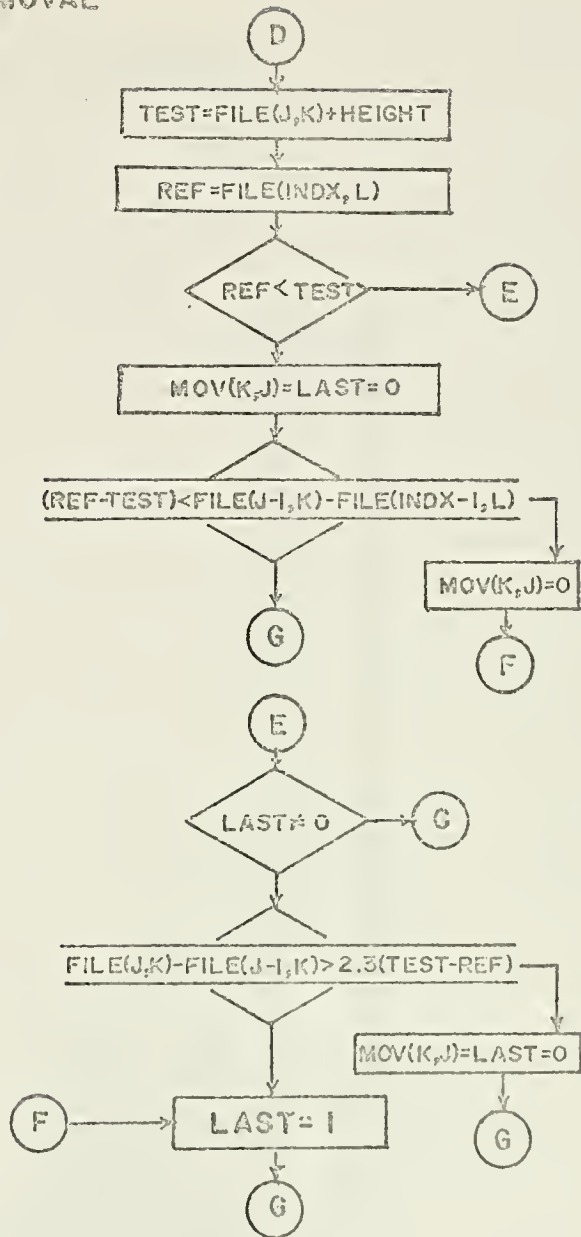 D
TEST=FILE(J,K)+HEIGHT
REF=FILE(INDX,L)
REF<TEST
E
MOV(K,J)=LAST=0
(REF-TEST)<FILE(J-1,K)-FILE(INDX-1,L)
MOV(K,J)=0
G
F
E
LAST≠0
G
FILE(J,K)-FILE(J-1,K)>2.3(TEST-REF)
MOV(K,J)=LAST=0
F
LAST=1
G
G